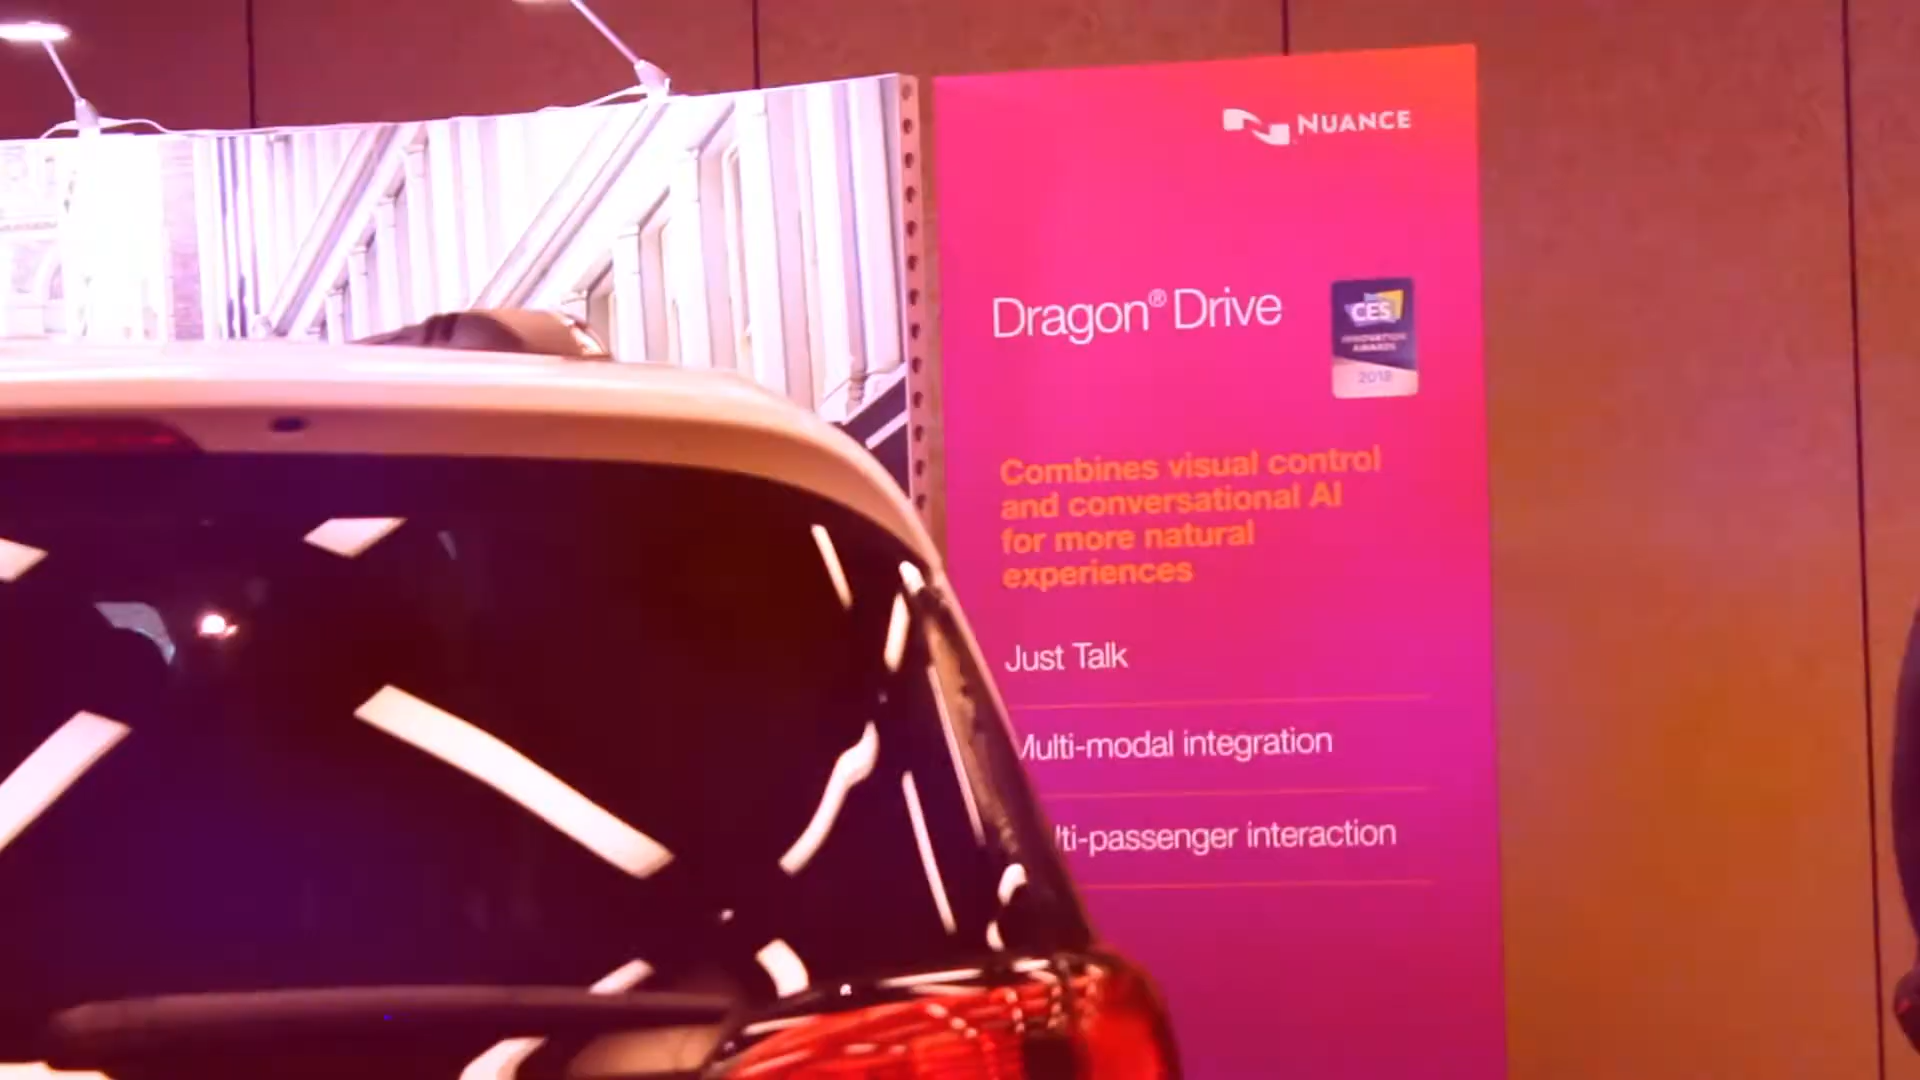 NUANCE
Dragon® Drive
CES
INNOVATION
AWARDS
2018
Combines visual control
and conversational AI
for more natural
experiences
Just Talk
Multi-modal integration
lti-passenger interaction